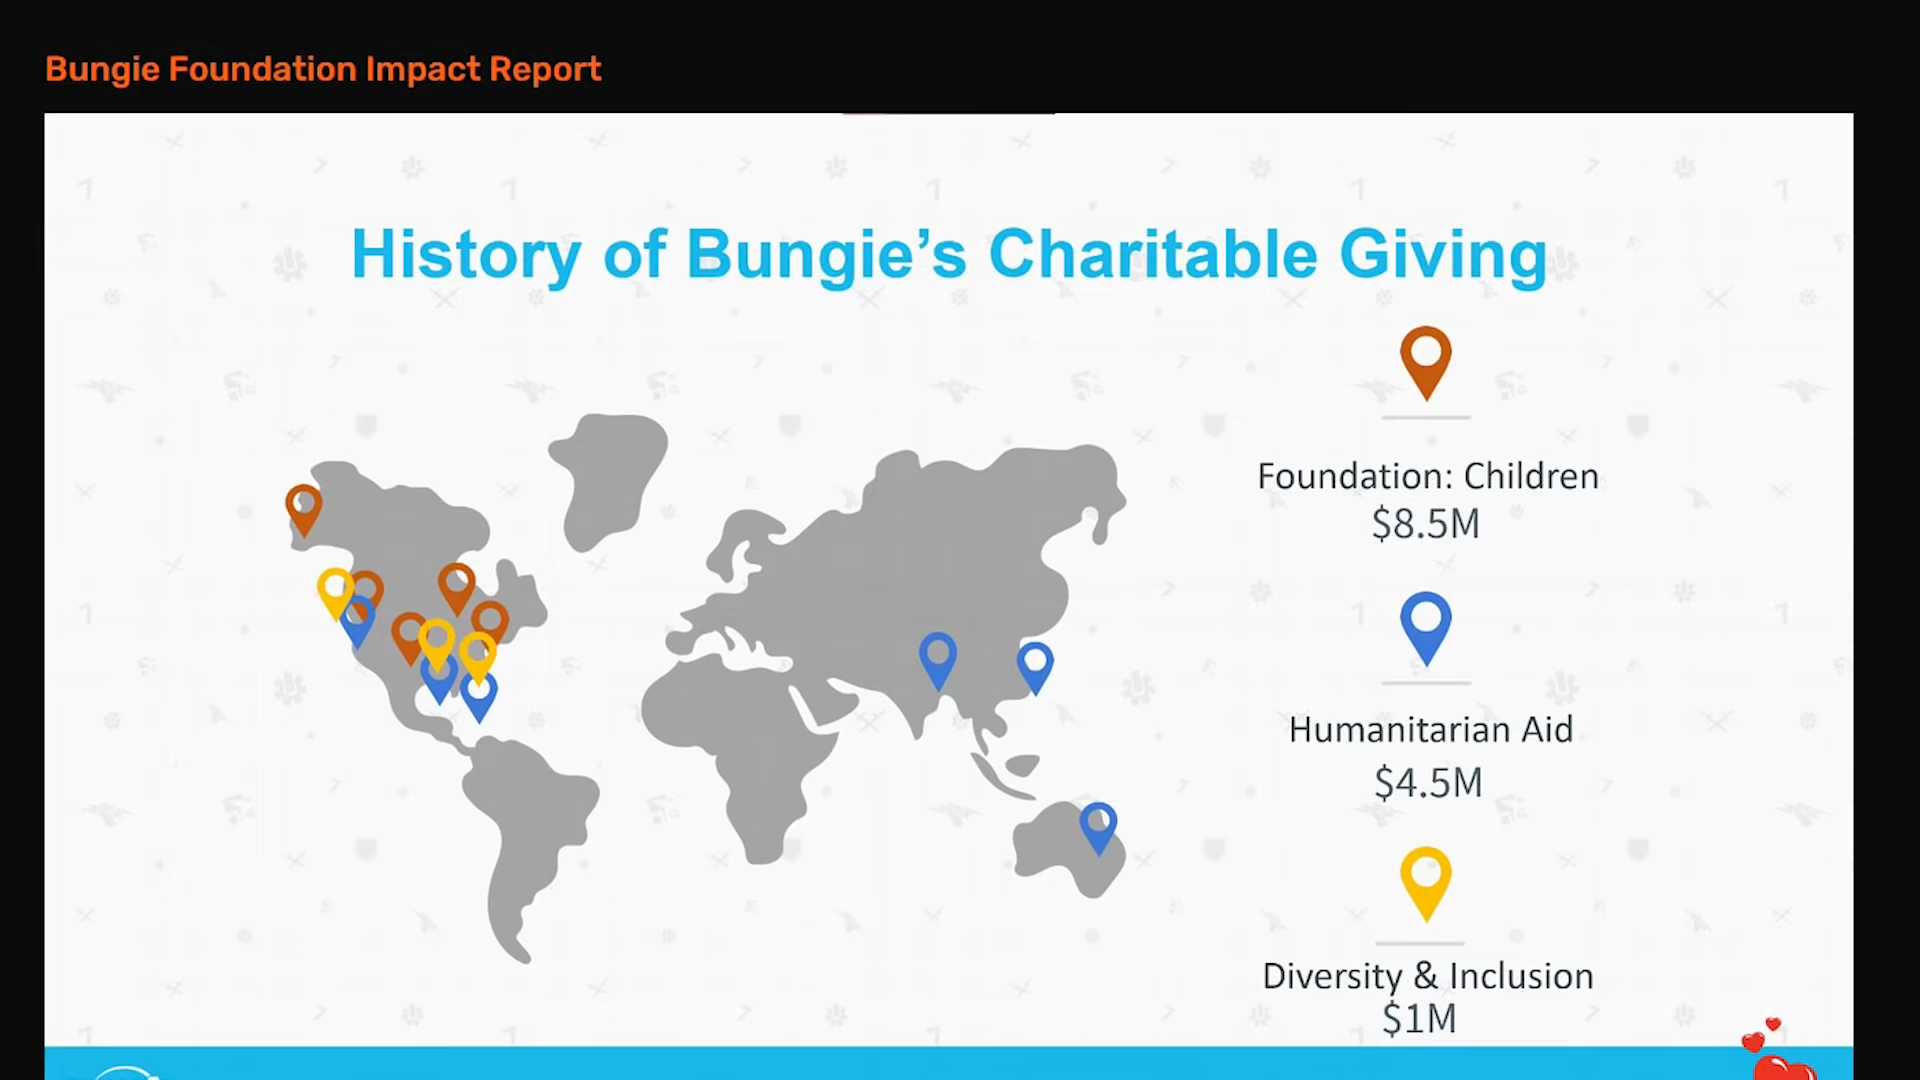 Bungie Foundation Impact Report
History of Bungie’s Charitable Giving
Foundation: Children
$8.5M
Humanitarian Aid
$4.5M
Diversity & Inclusion
$1M